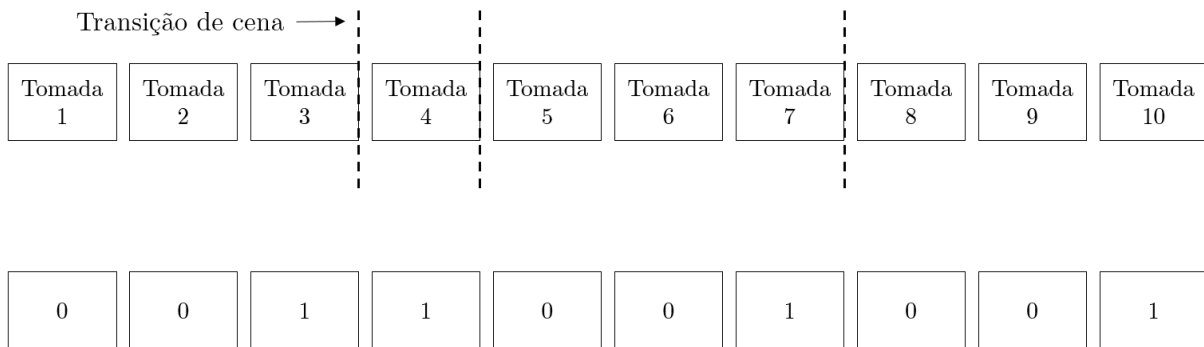 Transição de cena
Tomada Tomada Tomada Tomada Tomada Tomada Tomada Tomada Tomada Tomada
1 2 3 4 5 6 7 8 9 10
0 0 1 1 0 0 1 0 0 1